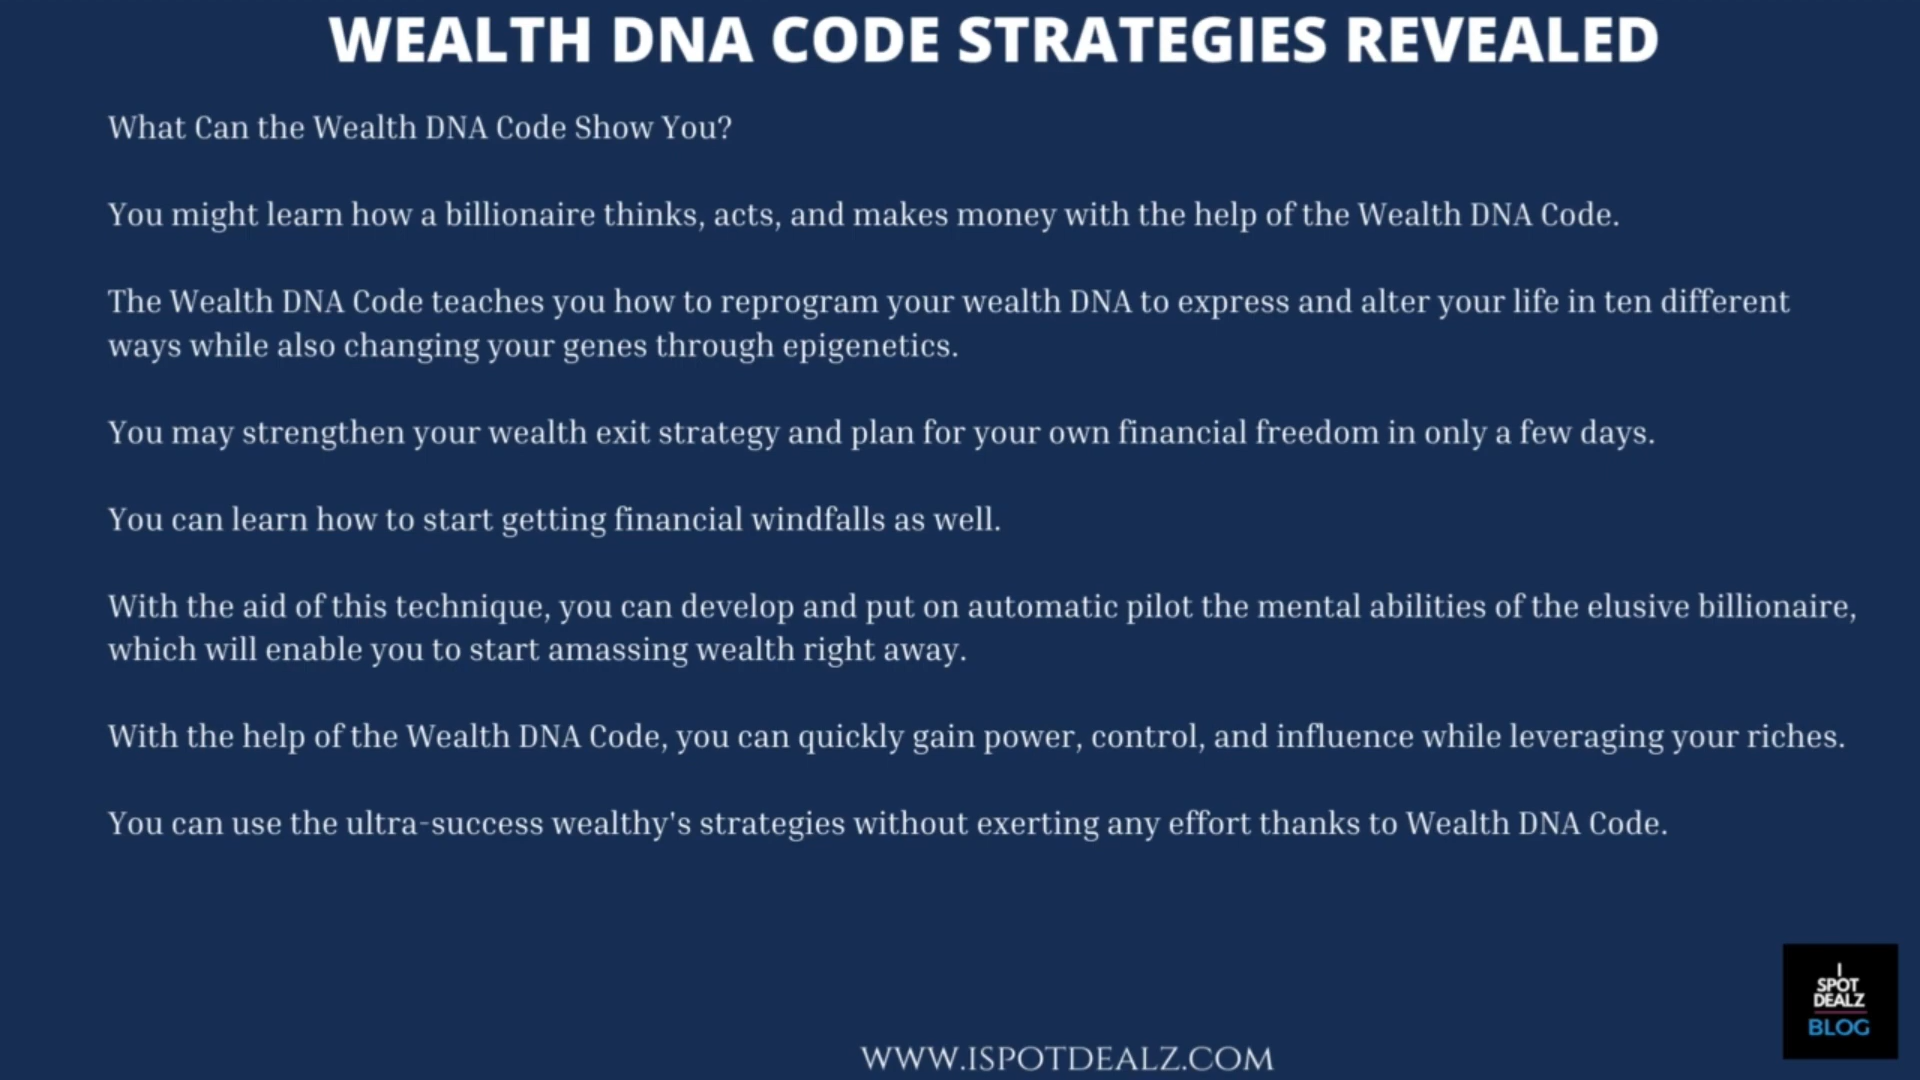 WEALTH DNA CODE STRATEGIES REVEALED
What Can the Wealth DNA Code Show You?
You might learn how a billionaire thinks, acts, and makes money with the help of the Wealth DNA Code.
The Wealth DNA Code teaches you how to reprogram your wealth DNA to express and alter your life in ten different
ways while also changing your genes through epigenetics.
You may strengthen your wealth exit strategy and plan for your own financial freedom in only a few days.
You can learn how to start getting financial windfalls as well.
With the aid of this technique, you can develop and put on automatic pilot the mental abilities of the elusive billionaire,
which will enable you to start amassing wealth right away.
With the help of the Wealth DNA Code, you can quickly gain power, control, and influence while leveraging your riches.
You can use the ultra-success wealthy's strategies without exerting any effort thanks to Wealth DNA Code.
I
SPOT
DEALZ
BLOG
WWW.ISPOTDEALZ.COM